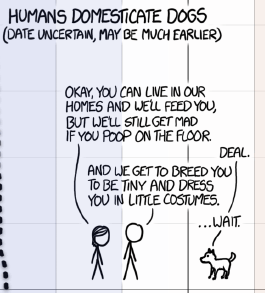 HUMANS DOMESTICATE DOGS
(DATE UNCERTAIN, MAY BE MUCH EARLIER)
OKAY, YOU CAN LIVE IN OUR
HOMES AND WE'LL FEED YOU,
BUT WE'LL STILL GET MAD
IF YOU POOP ON THE FLOOR.
DEAL.
AND WE GET TO BREED YOU
TO BE TINY AND DRESS
YOU IN LITTLE COSTUMES.
...WAIT.